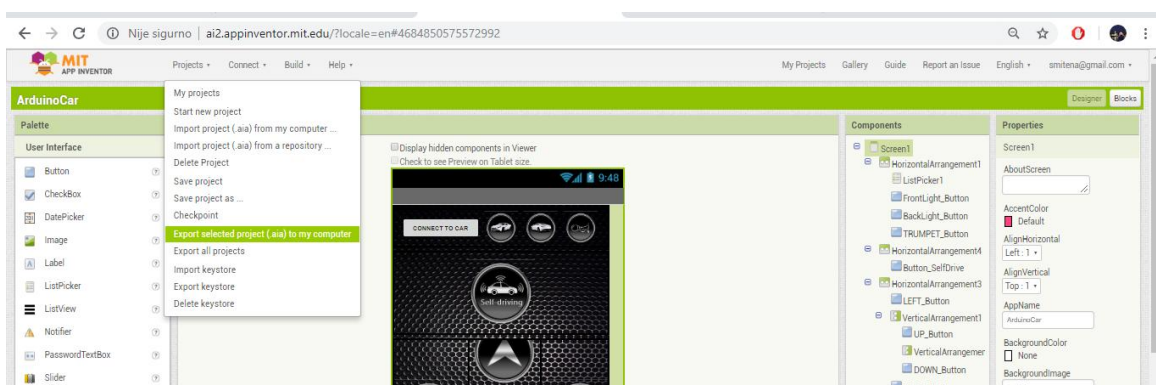 Nije sigurno | ai2.appinventor.mit.edu/?locale=en#4684850575572992
MIT
APP INVENTOR
Projects Connect Build Help
My Projects Gallery Guide Report an Issue English smitena@gmail.com
ArduinoCar
Designer Blocks
My projects
Start new project
Import project (.aia) from my computer ...
Import project (.aia) from a repository ...
Delete Project
Save project
Save project as ...
Checkpoint
Export selected project (.aia) to my computer
Export all projects
Import keystore
Export keystore
Delete keystore
Palette
User Interface
Button
CheckBox
DatePicker
Image
Label
ListPicker
ListView
Notifier
PasswordTextBox
Slider
Display hidden components in Viewer
Check to see Preview on Tablet size.
9:48
CONNECT TO CAR
Self-driving
Components
Screen1
HorizontalArrangement1
ListPicker1
FrontLight_Button
BackLight_Button
TRUMPET_Button
HorizontalArrangement4
Button_SelfDrive
HorizontalArrangement3
LEFT_Button
VerticalArrangement1
UP_Button
VerticalArrangemer
DOWN_Button
Properties
Screen1
AboutScreen
AccentColor
Default
AlignHorizontal
Left : 1
AlignVertical
Top : 1
AppName
ArduinoCar
BackgroundColor
None
BackgroundImage